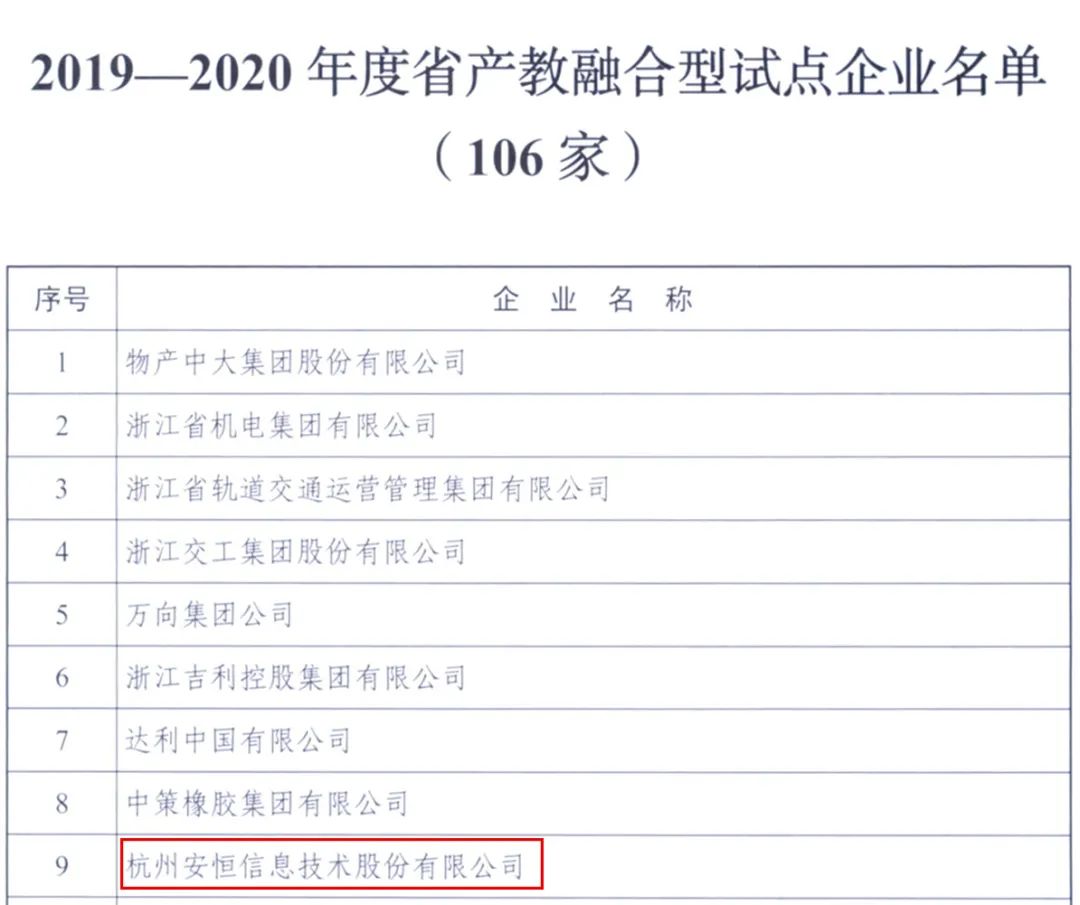 2019—2020 年度省产教融合型试点企业名单
（106 家）
序号 企 业 名 称
1 物产中大集团股份有限公司
2 浙江省机电集团有限公司
3 浙江省轨道交通运营管理集团有限公司
4 浙江交工集团股份有限公司
5 万向集团公司
6 浙江吉利控股集团有限公司
7 达利中国有限公司
8 中策橡胶集团有限公司
9 杭州安恒信息技术股份有限公司